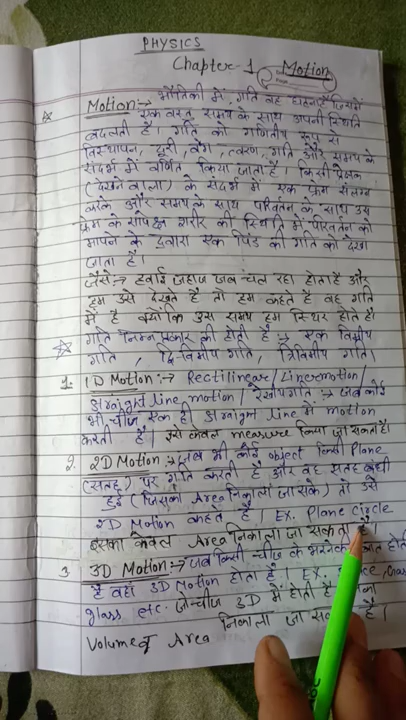 PHYSICS
Chapter-1 Motion
Motion:→ भौतिकी में, गति वह घटना है जिसमें
एक वस्तु समय के साथ अपनी स्थिति
बदलती है। गति को गणितीय रूप से
विस्थापन, दूरी, वेग, त्वरण, गति और समय के
संदर्भ में वर्णित किया जाता है। किसी प्रेक्षक
(देखने वाला) के संदर्भ में एक फ्रेम संलग्न
करके और समय के साथ परिवर्तन के साथ उस
फ्रेम के सापेक्ष शरीर की स्थिति में परिवर्तन को
मापने के द्वारा एक पिंड की गति को देखा
जाता है।
जैसे:→ हवाई जहाज जब चल रहा होता है और
हम उसे देखते है तो हम कहते है वह गति
में है क्योंकि उस समय हम स्थिर होते है।
गति निम्न प्रकार की होती है:→ एक विमीय
गति, द्वि-विमीय गति, त्रिविमीय गति।
1. 1D Motion:→ Rectilinear/Linermotion/
straight line motion/रेखीय गति:→ जब कोई
भी चीज एक ही straight line में motion
करती है। इसे केवल measure किया जा सकता है।
2. 2D Motion:→ जब भी कोई object किसी Plane
(सतह) पर गति करती है और वह सतह
हुई (जिसका Area निकाला जा सके) तो उसे
2D Motion कहते है। EX. Plane Circle
इसका केवल Area निकाला जा सकता है।
3 3D Motion:→ जब किसी चीज के भरने की बात होती
है वहां 3D Motion होता है। EX.
glass etc. जो चीज 3D में होती है
Volume व Area निकाला जा है।